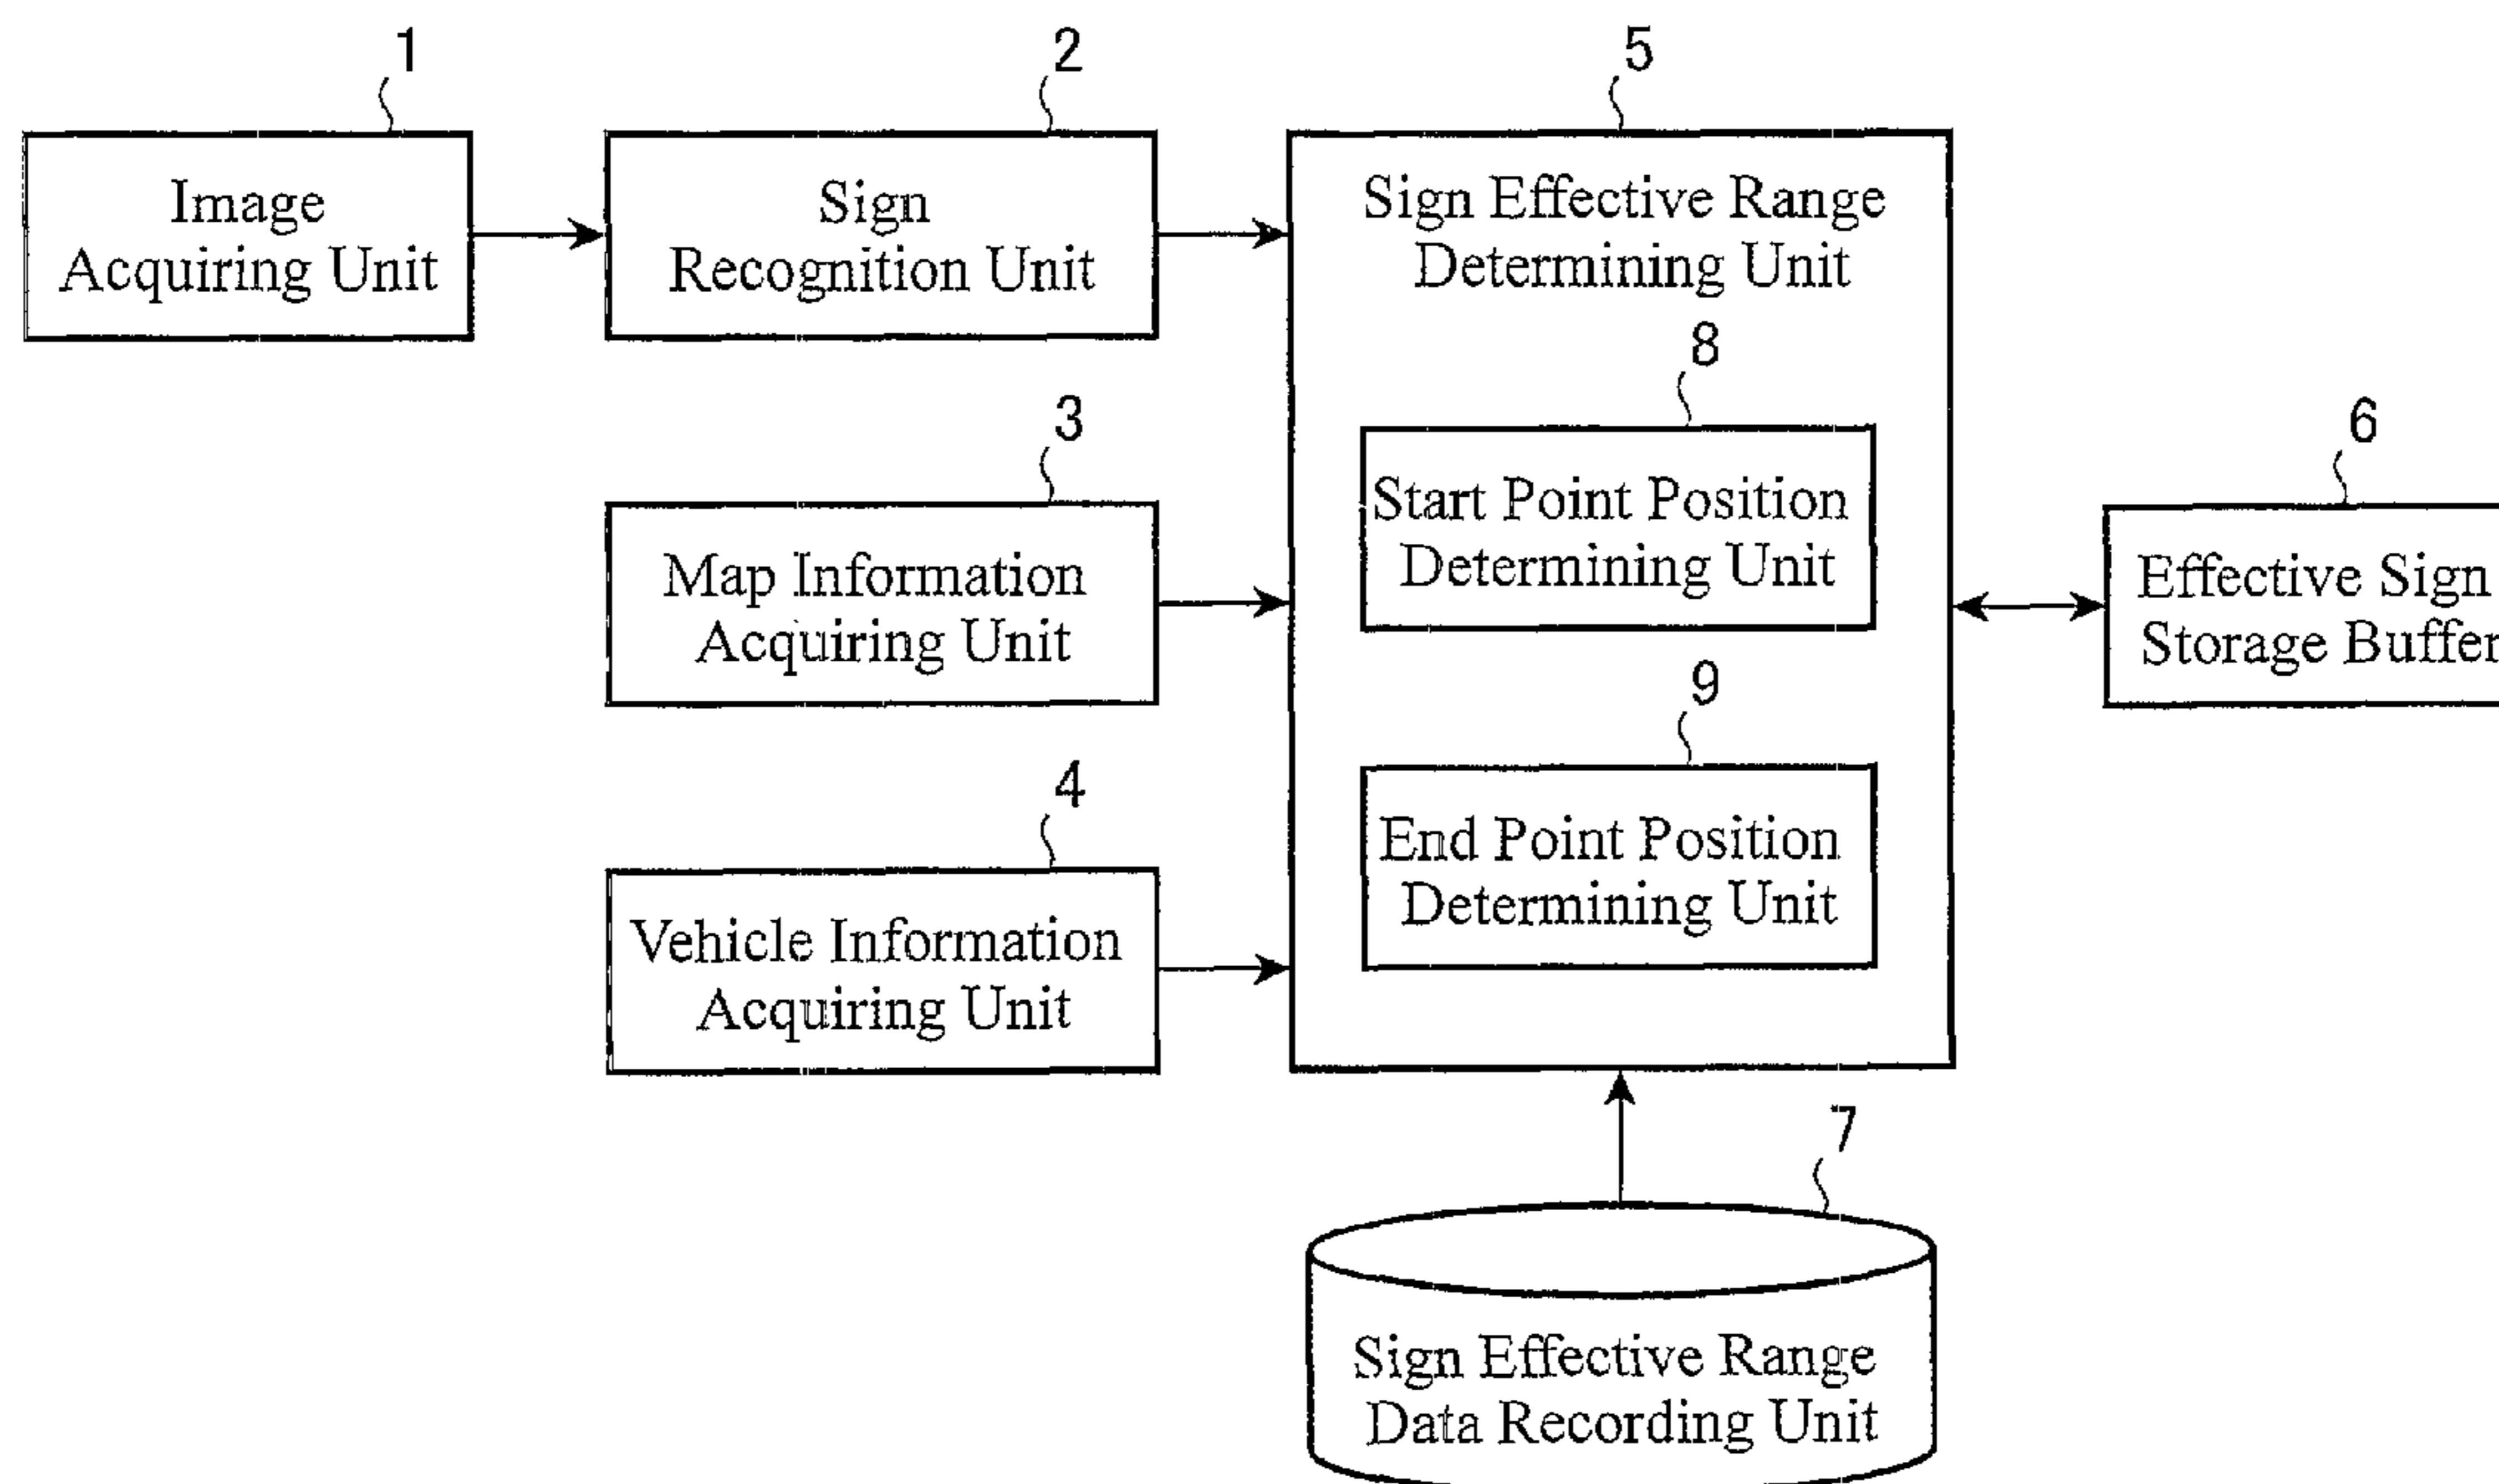 1
Image
Acquiring Unit
2
Sign
Recognition Unit
3
Map Information
Acquiring Unit
4
Vehicle Information
Acquiring Unit
5
Sign Effective Range
Determining Unit
8
Start Point Position
Determining Unit
9
End Point Position
Determining Unit
6
Effective Sign
Storage Buffer
7
Sign Effective Range
Data Recording Unit